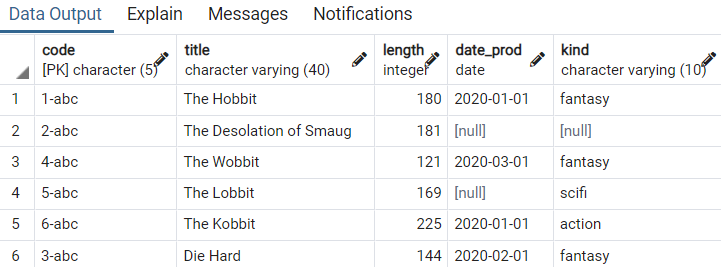 Data Output Explain Messages Notifications
code title length date_prod kind
[PK] character (5) character varying (40) integer date character varying (10)
1 1-abc The Hobbit 180 2020-01-01 fantasy
2 2-abc The Desolation of Smaug 181 [null] [null]
3 4-abc The Wobbit 121 2020-03-01 fantasy
4 5-abc The Lobbit 169 [null] scifi
5 6-abc The Kobbit 225 2020-01-01 action
6 3-abc Die Hard 144 2020-02-01 fantasy